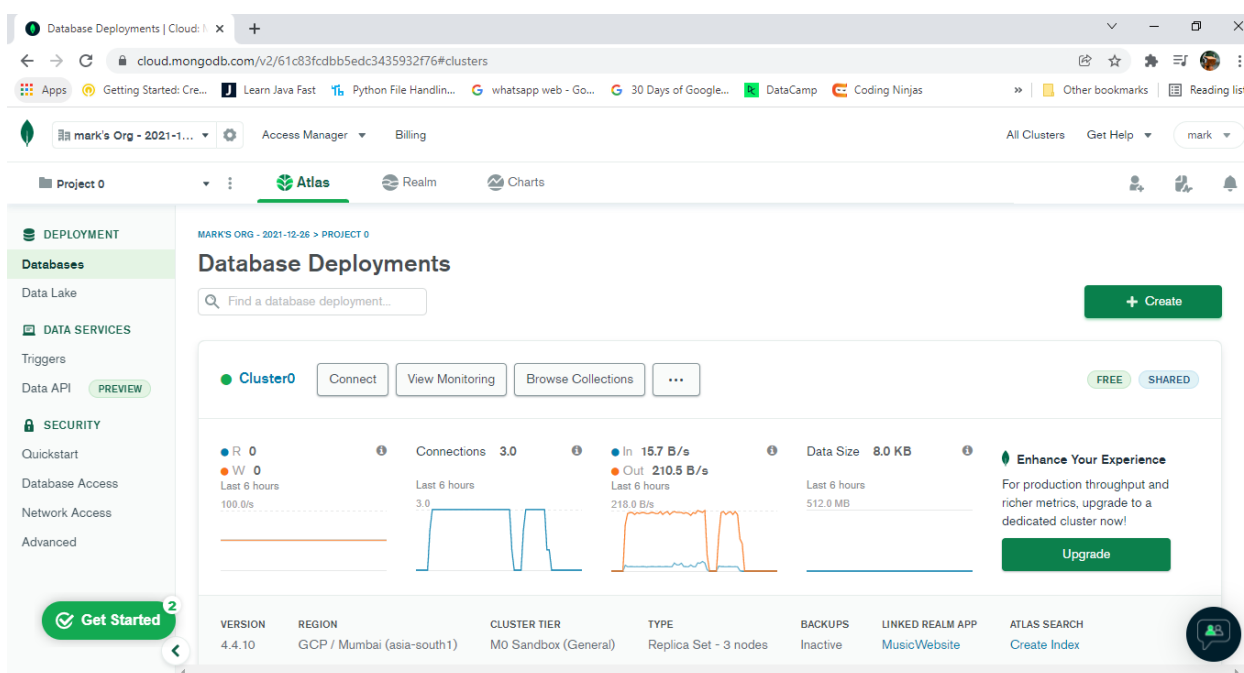 Database Deployments | Cloud: M
cloud.mongodb.com/v2/61c83fcdbb5edc3435932f76#clusters
Apps Getting Started: Cre... Learn Java Fast Python File Handlin... whatsapp web - Go... 30 Days of Google... DataCamp Coding Ninjas » Other bookmarks Reading list
mark's Org - 2021-1... Access Manager Billing All Clusters Get Help mark
Project 0 Atlas Realm Charts
DEPLOYMENT
Databases
Data Lake
DATA SERVICES
Triggers
Data API PREVIEW
SECURITY
Quickstart
Database Access
Network Access
Advanced
Get Started 2
MARK'S ORG - 2021-12-26 > PROJECT 0
Database Deployments
Find a database deployment...
+ Create
Cluster0 Connect View Monitoring Browse Collections ... FREE SHARED
R 0
W 0
Last 6 hours
100.0/s
Connections 3.0
Last 6 hours
3.0
In 15.7 B/s
Out 210.5 B/s
Last 6 hours
218.0 B/s
Data Size 8.0 KB
Last 6 hours
512.0 MB
Enhance Your Experience
For production throughput and
richer metrics, upgrade to a
dedicated cluster now!
Upgrade
VERSION REGION CLUSTER TIER TYPE BACKUPS LINKED REALM APP ATLAS SEARCH
4.4.10 GCP / Mumbai (asia-south1) M0 Sandbox (General) Replica Set - 3 nodes Inactive MusicWebsite Create Index